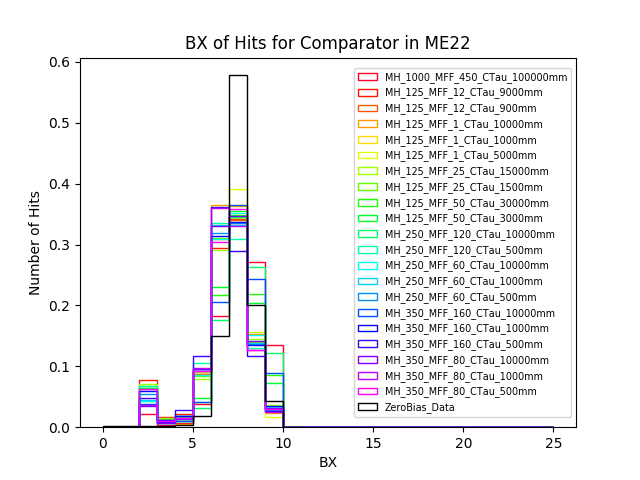 BX of Hits for Comparator in ME22
0.6
0.5
0.4
0.3
0.2
0.1
0.0
Number of Hits
MH_1000_MFF_450_CTau_100000mm
MH_125_MFF_12_CTau_9000mm
MH_125_MFF_12_CTau_900mm
MH_125_MFF_1_CTau_10000mm
MH_125_MFF_1_CTau_1000mm
MH_125_MFF_1_CTau_5000mm
MH_125_MFF_25_CTau_15000mm
MH_125_MFF_25_CTau_1500mm
MH_125_MFF_50_CTau_30000mm
MH_125_MFF_50_CTau_3000mm
MH_250_MFF_120_CTau_10000mm
MH_250_MFF_120_CTau_500mm
MH_250_MFF_60_CTau_10000mm
MH_250_MFF_60_CTau_1000mm
MH_250_MFF_60_CTau_500mm
MH_350_MFF_160_CTau_10000mm
MH_350_MFF_160_CTau_1000mm
MH_350_MFF_160_CTau_500mm
MH_350_MFF_80_CTau_10000mm
MH_350_MFF_80_CTau_1000mm
MH_350_MFF_80_CTau_500mm
ZeroBias_Data
0 5 10 15 20 25
BX